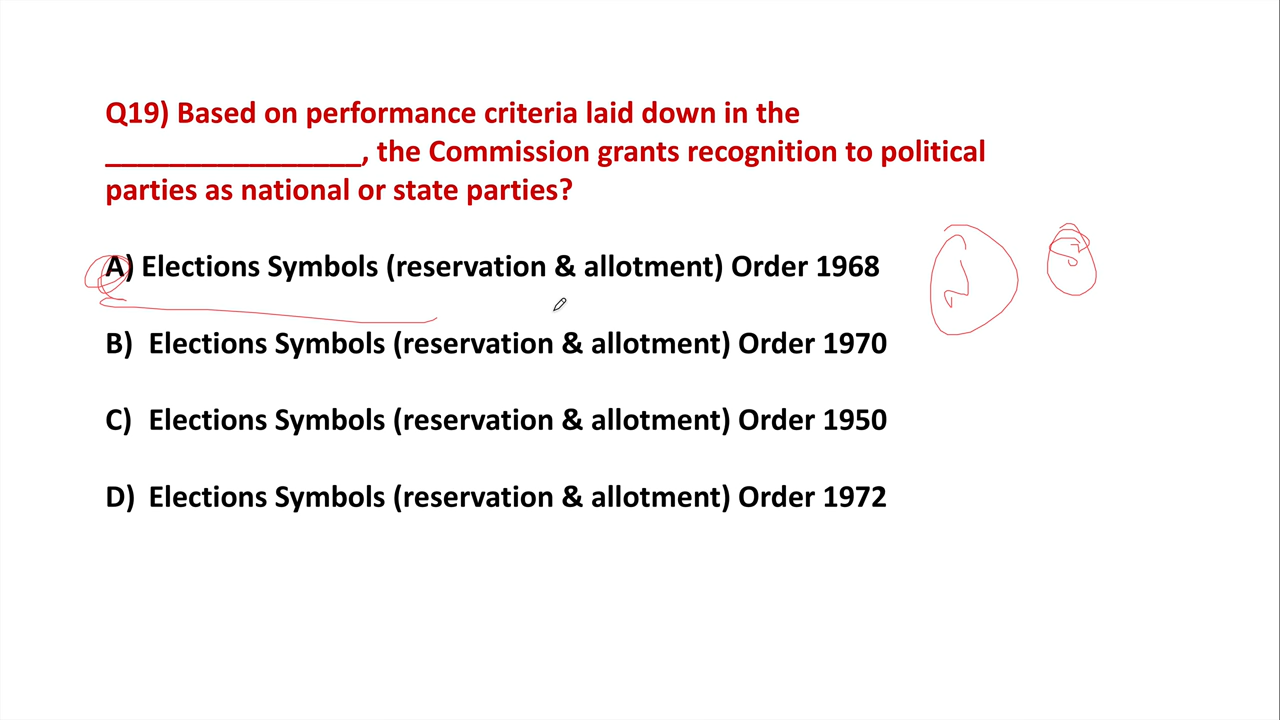 Q19) Based on performance criteria laid down in the
________________, the Commission grants recognition to political
parties as national or state parties?
A) Elections Symbols (reservation & allotment) Order 1968
B) Elections Symbols (reservation & allotment) Order 1970
C) Elections Symbols (reservation & allotment) Order 1950
D) Elections Symbols (reservation & allotment) Order 1972